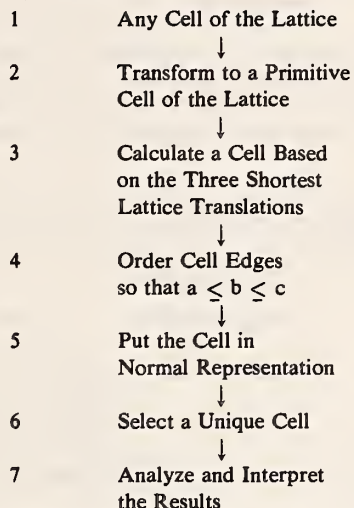 1 Any Cell of the Lattice
↓
2 Transform to a Primitive
Cell of the Lattice
↓
3 Calculate a Cell Based
on the Three Shortest
Lattice Translations
↓
4 Order Cell Edges
so that a ≤ b ≤ c
↓
5 Put the Cell in
Normal Representation
↓
6 Select a Unique Cell
↓
7 Analyze and Interpret
the Results